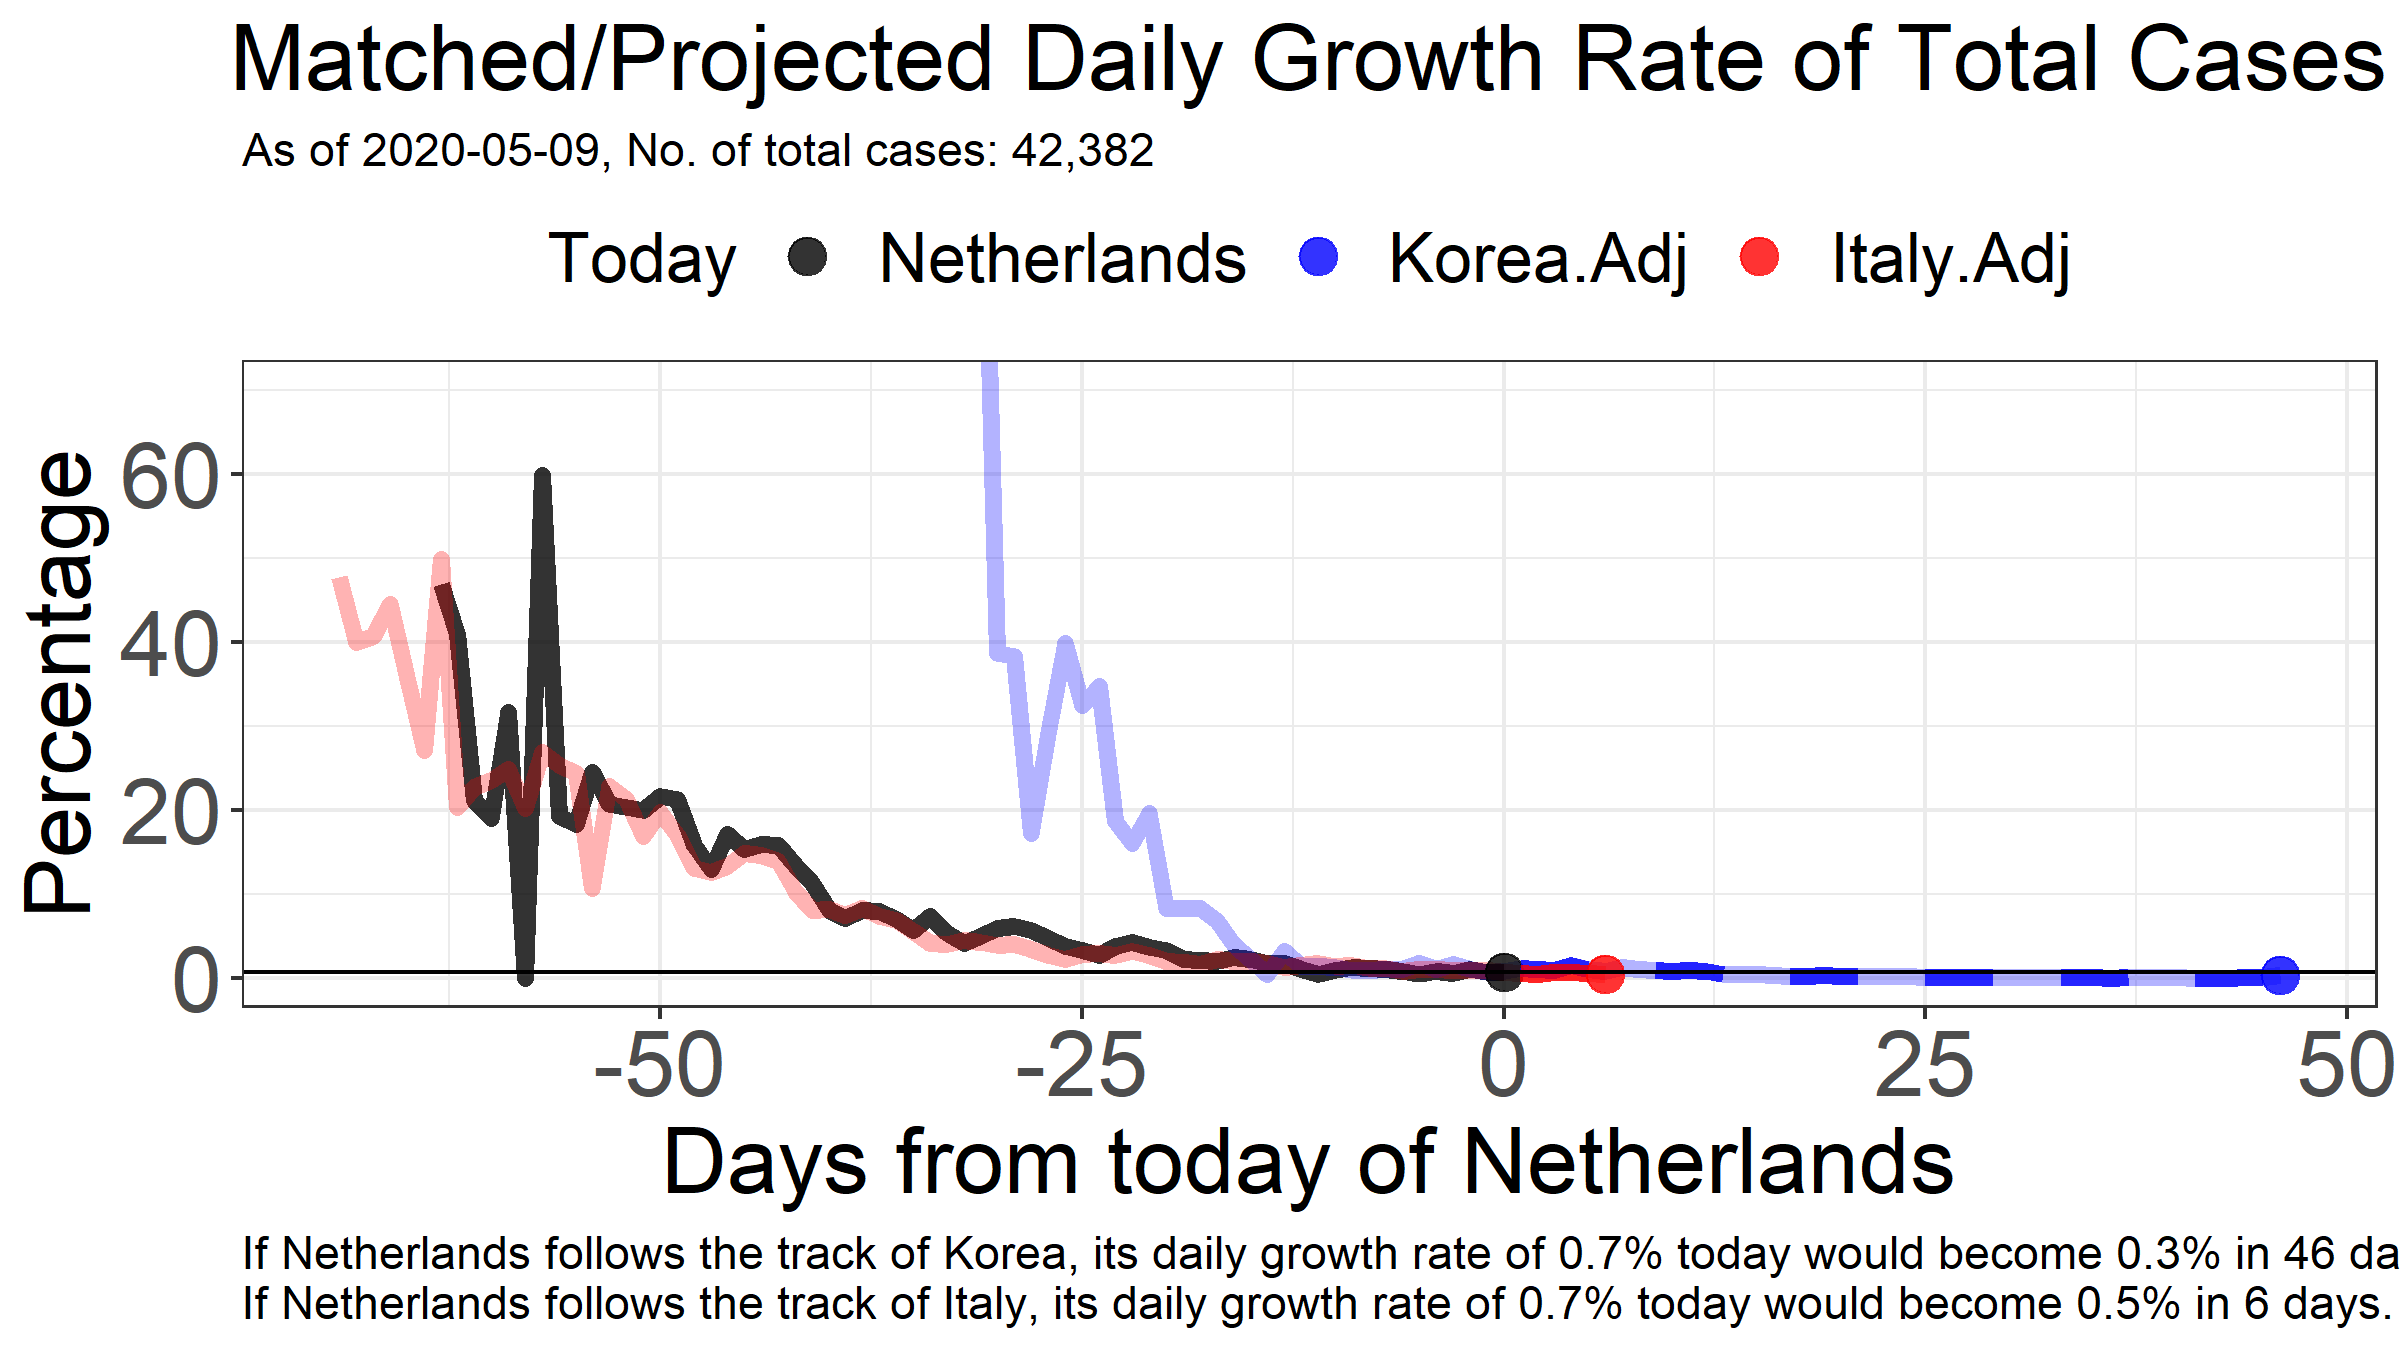 Matched/Projected Daily Growth Rate of Total Cases
As of 2020-05-09, No. of total cases: 42,382
Today Netherlands Korea.Adj Italy.Adj
Percentage
60
40
20
0
-50 -25 0 25 50
Days from today of Netherlands
If Netherlands follows the track of Korea, its daily growth rate of 0.7% today would become 0.3% in 46 da
If Netherlands follows the track of Italy, its daily growth rate of 0.7% today would become 0.5% in 6 days.